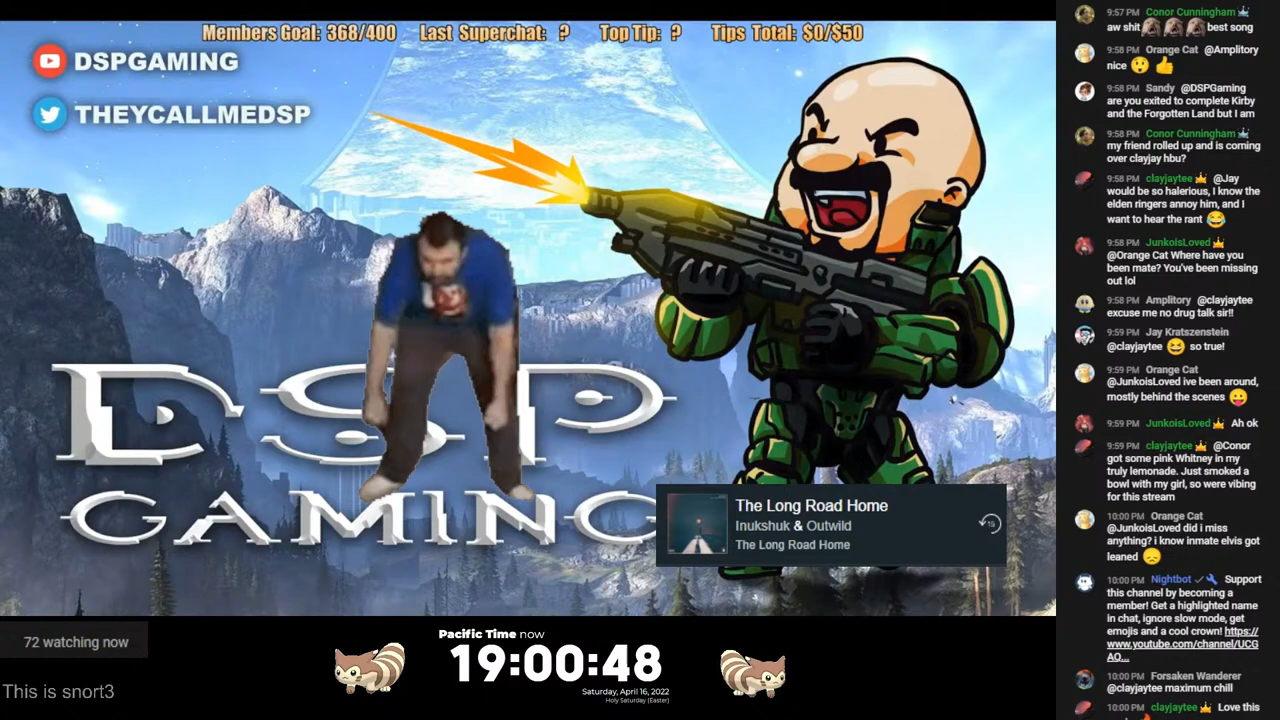 Members Goal: 368/400 Last Superchat: ? Top Tip: ? Tips Total: $0/$50
DSPGAMING
THEYCALLMEDSP
DSP
GAMING
The Long Road Home
Inukshuk & Outwild
The Long Road Home
15
72 watching now
This is snort3
Pacific Time now
19:00:48
Saturday, April 16, 2022
Holy Saturday (Easter)
9:57 PM Conor Cunningham
aw shit best song
9:58 PM Orange Cat @Amplitory
nice
9:58 PM Sandy @DSPGaming
are you exited to complete Kirby
and the Forgotten Land but I am
9:58 PM Conor Cunningham
my friend rolled up and is coming
over clayjay hbu?
9:58 PM clayjaytee @Jay
would be so halerious, I know the
elden ringers annoy him, and I
want to hear the rant
9:58 PM JunkoisLoved
@Orange Cat Where have you
been mate? You've been missing
out lol
9:58 PM Amplitory @clayjaytee
excuse me no drug talk sir!!
9:59 PM Jay Kratszenstein
@clayjaytee so true!
9:59 PM Orange Cat
@JunkoisLoved ive been around,
mostly behind the scenes
9:59 PM JunkoisLoved Ah ok
9:59 PM clayjaytee @Conor
got some pink Whitney in my
truly lemonade. Just smoked a
bowl with my girl, so were vibing
for this stream
10:00 PM Orange Cat
@JunkoisLoved did i miss
anything? i know inmate elvis got
leaned
10:00 PM Nightbot Support
this channel by becoming a
member! Get a highlighted name
in chat, ignore slow mode, get
emojis and a cool crown! https://
www.youtube.com/channel/UCG
AO...
10:00 PM Forsaken Wanderer
@clayjaytee maximum chill
10:00 PM clayjaytee Love this